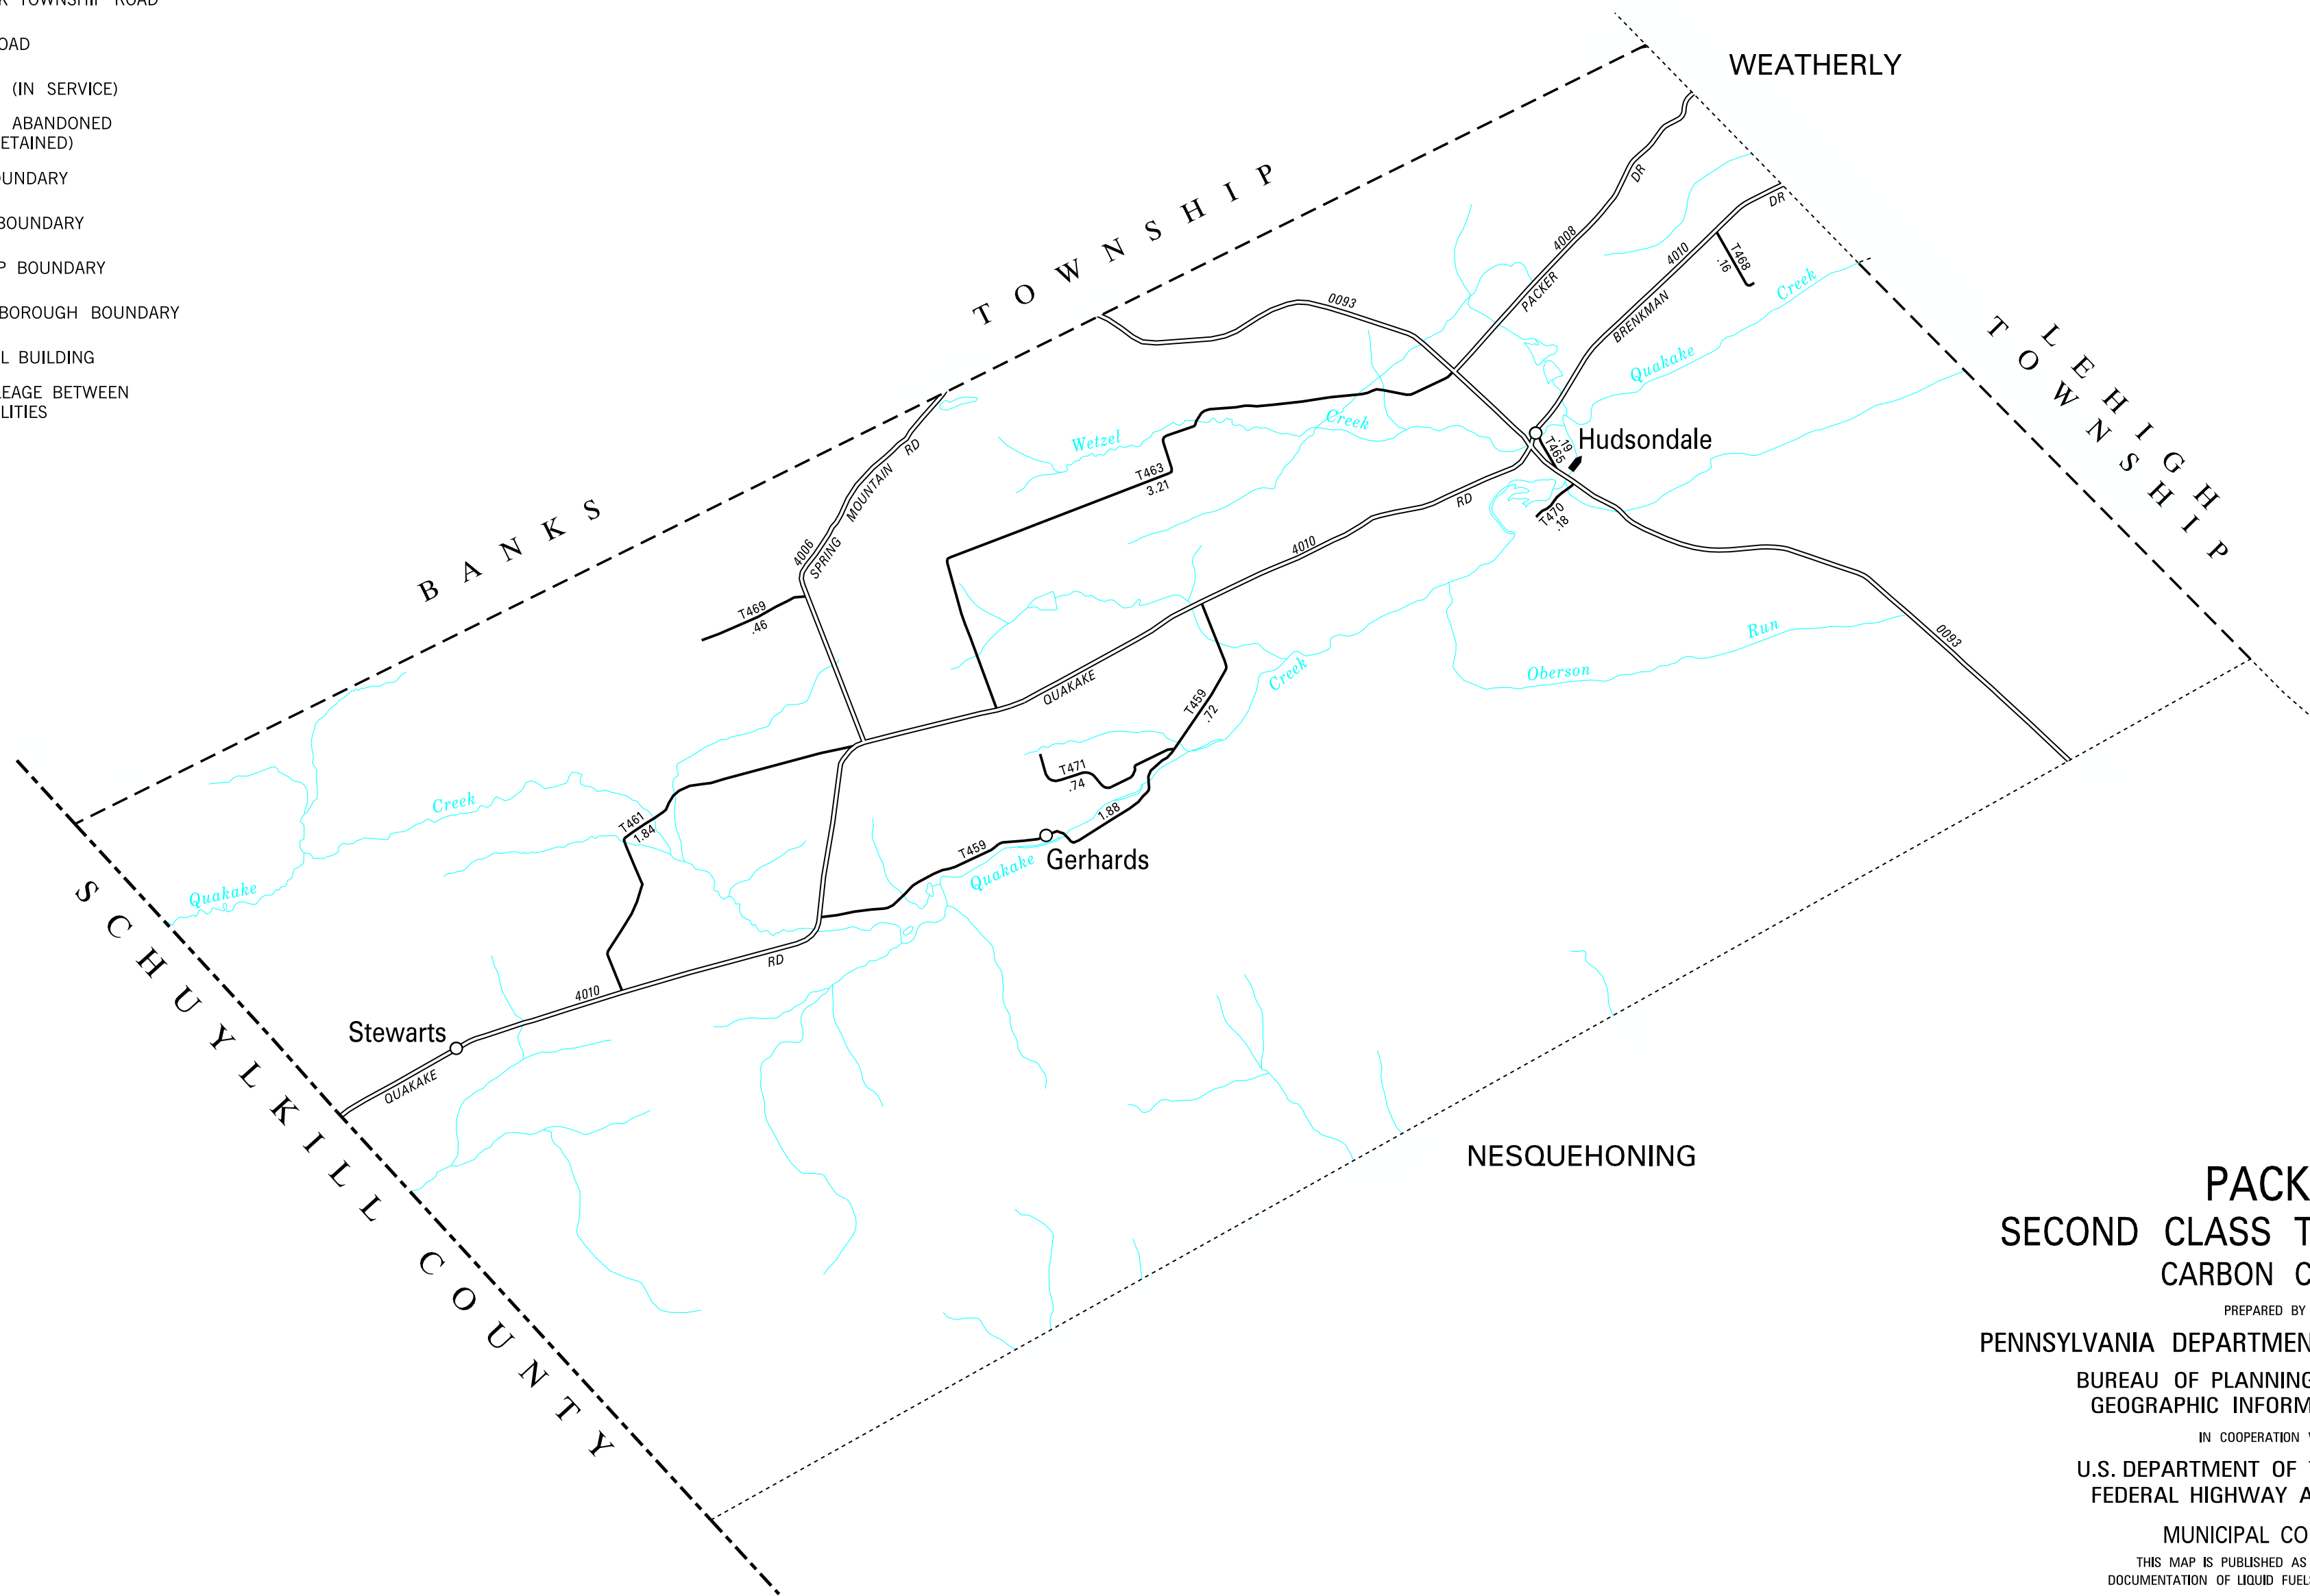 TOWNSHIP ROAD
OAD
(IN SERVICE)
ABANDONED
ETAINED)
UNDARY
BOUNDARY
P BOUNDARY
BOROUGH BOUNDARY
L BUILDING
EAGE BETWEEN
LITIES
WEATHERLY
BANKS TOWNSHIP
LEHIGH
TOWNSHIP
SCHUYLKILL COUNTY
NESQUEHONING
0093
4008
PACKER DR
4010
BRENKMAN DR
T468
.16
Quakake Creek
Wetzel Creek
Hudsondale
.19
T465
T470
.18
T463
3.21
4006
SPRING MOUNTAIN RD
T469
.46
4010
QUAKAKE RD
Creek
Oberson Run
0093
T459
.72
T471
.74
1.88
T459
Gerhards
Quakake
T461
1.84
Quakake Creek
4010
RD
Stewarts
QUAKAKE
PACK
SECOND CLASS T
CARBON C
PREPARED BY
PENNSYLVANIA DEPARTMEN
BUREAU OF PLANNING
GEOGRAPHIC INFORM
IN COOPERATION
U.S. DEPARTMENT OF
FEDERAL HIGHWAY A
MUNICIPAL CO
THIS MAP IS PUBLISHED AS
DOCUMENTATION OF LIQUID FUELS